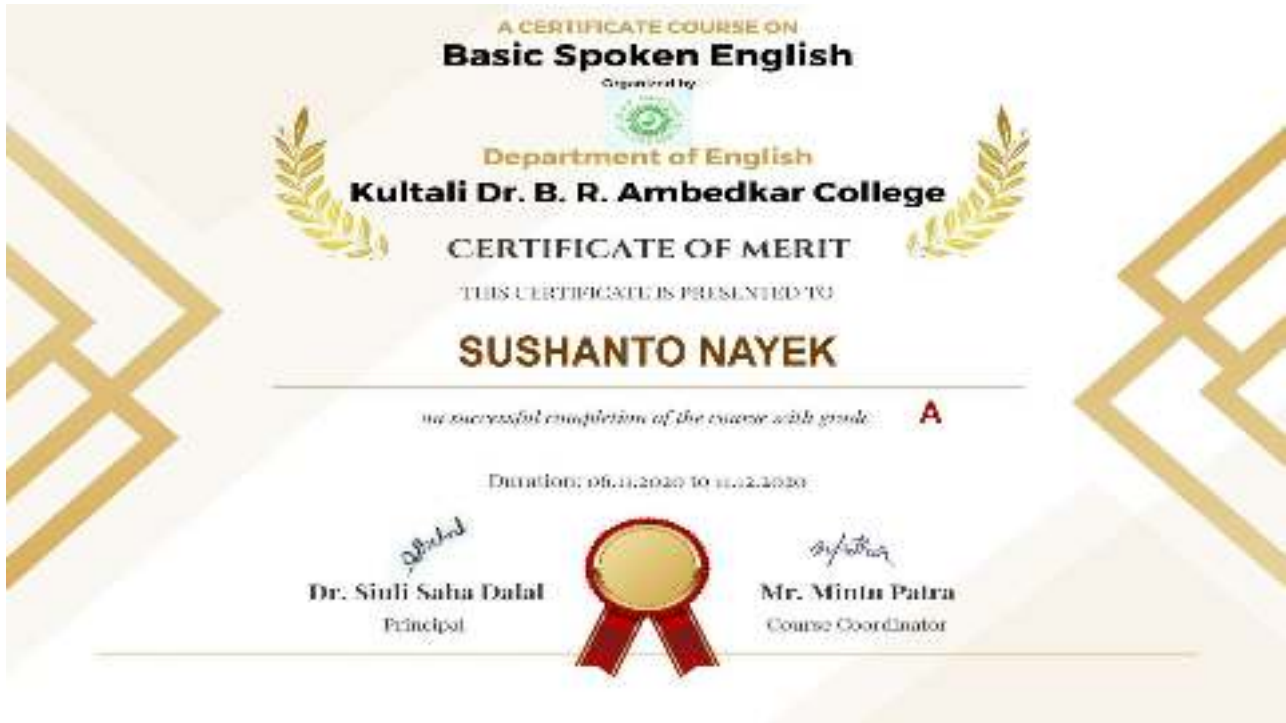 A CERTIFICATE COURSE ON
Basic Spoken English
Organized by
Department of English
Kultali Dr. B. R. Ambedkar College
CERTIFICATE OF MERIT
THIS CERTIFICATE IS PRESENTED TO
SUSHANTO NAYEK
on successful completion of the course with grade A
Duration: 06.11.2020 to 11.12.2020
Dr. Siuli Saha Dalal Mr. Mintu Patra
Principal Course Coordinator